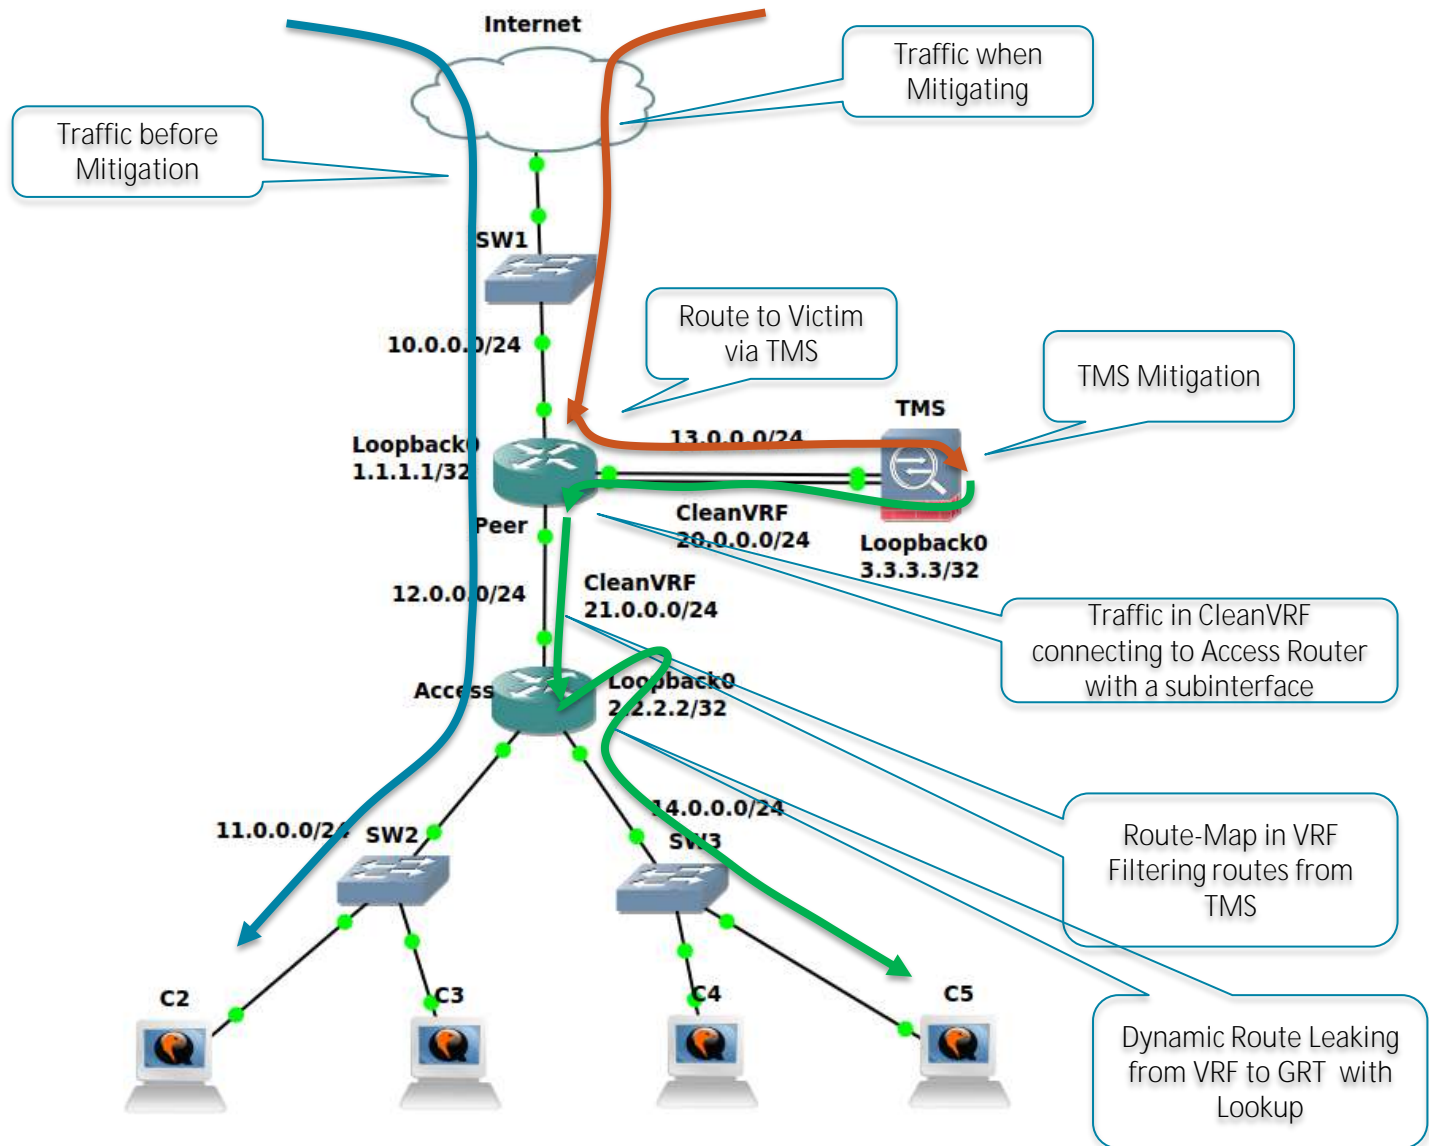 Internet
Traffic when
Mitigating
Traffic before
Mitigation
SW1
Route to Victim
via TMS
10.0.0.0/24
TMS Mitigation
TMS
13.0.0.0/24
Loopback0
1.1.1.1/32
CleanVRF
20.0.0.0/24
Peer
Loopback0
3.3.3.3/32
CleanVRF
21.0.0.0/24
12.0.0.0/24
Traffic in CleanVRF
connecting to Access Router
with a subinterface
Access
Loopback0
2.2.2.2/32
14.0.0.0/24
11.0.0.0/24
SW2
SW3
Route-Map in VRF
Filtering routes from
TMS
C2
C3
C4
C5
Dynamic Route Leaking
from VRF to GRT with
Lookup